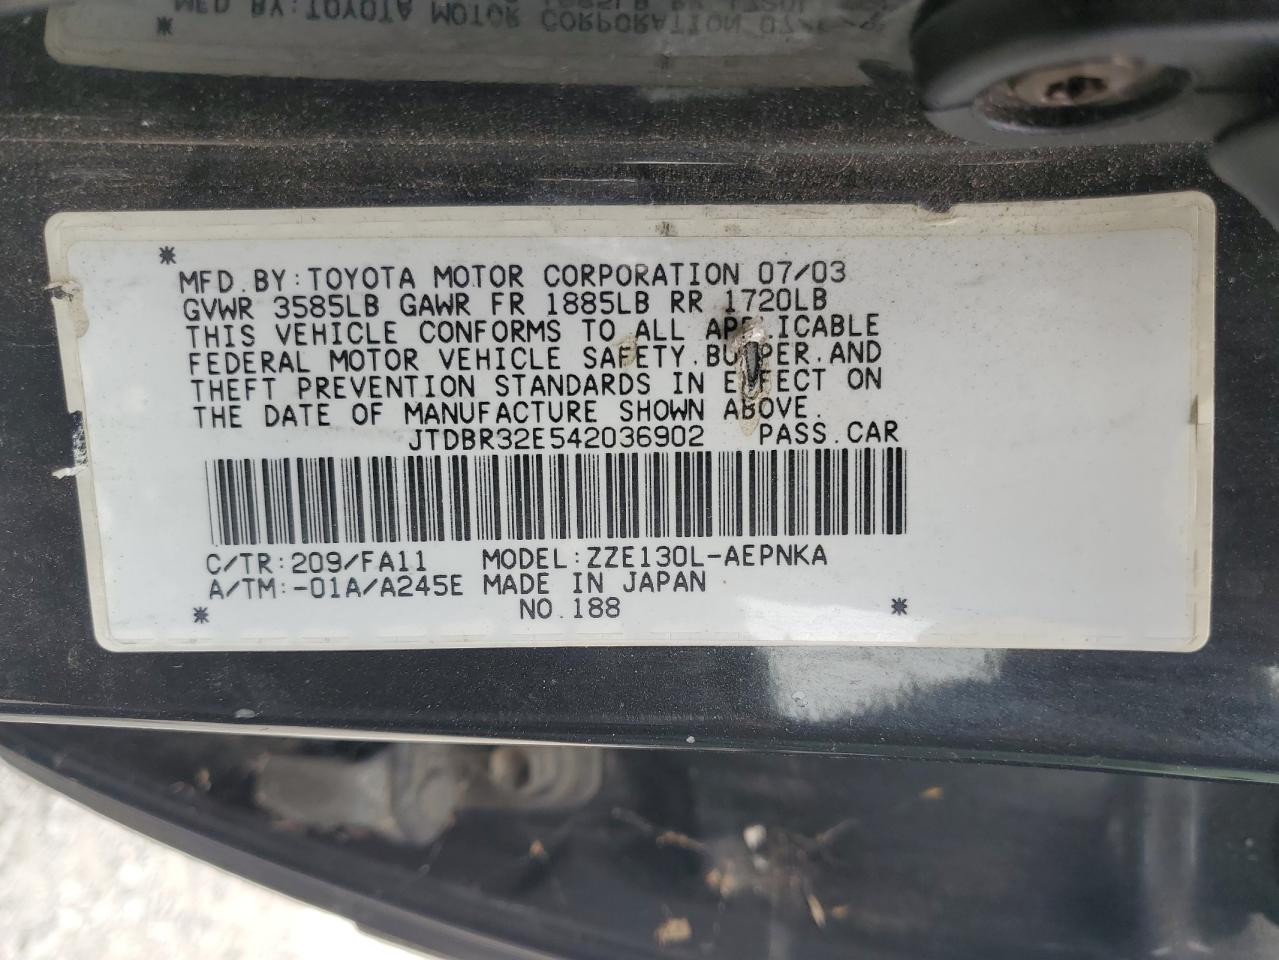 MFD.BY:TOYOTA MOTOR CORPORATION 07/03
GVWR 3585LB GAWR FR 1885LB RR 1720LB
THIS VEHICLE CONFORMS TO ALL APPLICABLE
FEDERAL MOTOR VEHICLE SAFETY.BUMPER.AND
THEFT PREVENTION STANDARDS IN EFFECT ON
THE DATE OF MANUFACTURE SHOWN ABOVE.
JTDBR32E542036902 PASS.CAR
C/TR:209/FA11 MODEL:ZZE130L-AEPNKA
A/TM:-01A/A245E MADE IN JAPAN
NO.188